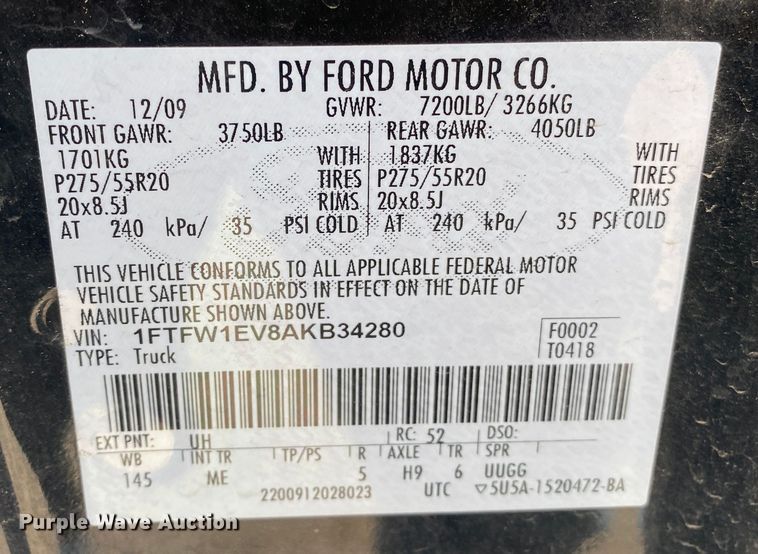 MFD. BY FORD MOTOR CO.
DATE: 12/09 GVWR: 7200LB/ 3266KG
FRONT GAWR: 3750LB REAR GAWR: 4050LB
1701KG WITH 1837KG WITH
P275/55R20 TIRES P275/55R20 TIRES
20x8.5J RIMS 20x8.5J RIMS
AT 240 kPa/ 35 PSI COLD AT 240 kPa/ 35 PSI COLD
THIS VEHICLE CONFORMS TO ALL APPLICABLE FEDERAL MOTOR
VEHICLE SAFETY STANDARDS IN EFFECT ON THE DATE OF
MANUFACTURE SHOWN ABOVE.
VIN: 1FTFW1EV8AKB34280 F0002
TYPE: Truck T0418
EXT PNT: UH RC: 52 DSO:
WB INT TR TP/PS R AXLE TR SPR
145 ME 5 H9 6 UUGG
2200912028023 UTC ▽5U5A-1520472-BA
Purple Wave Auction